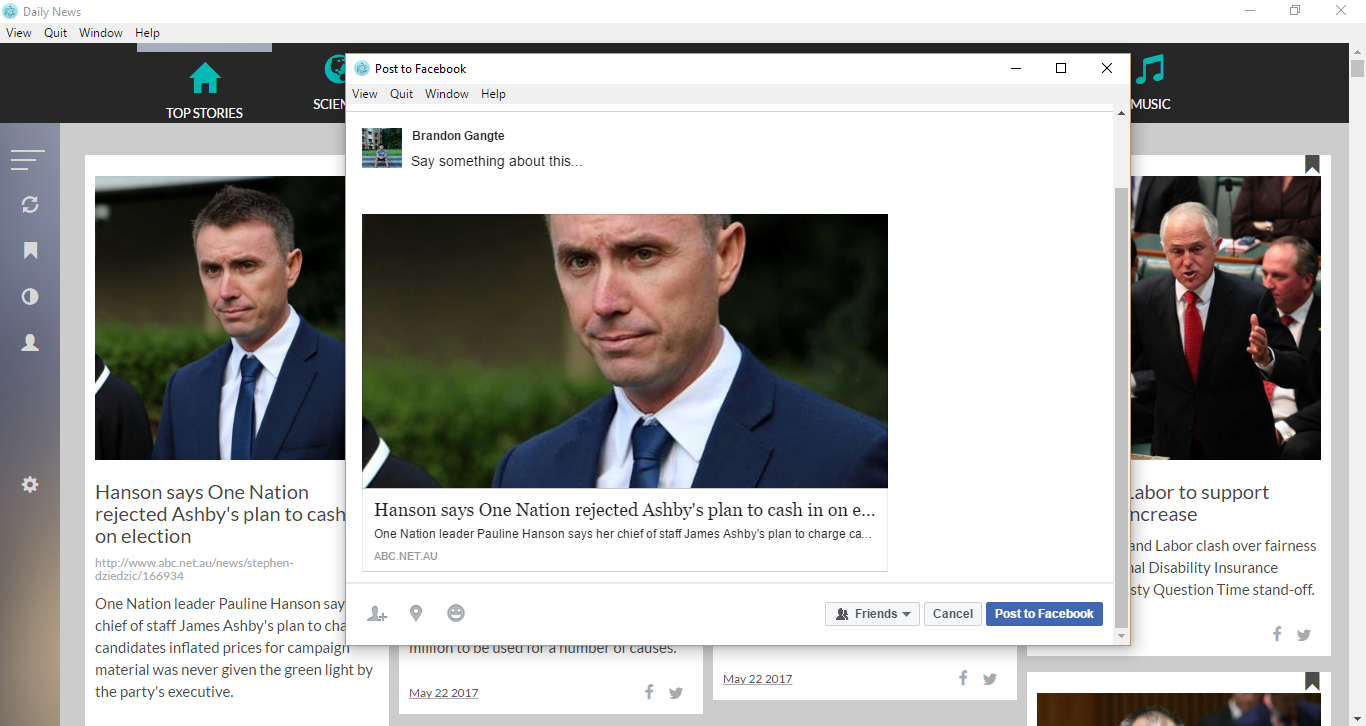 Daily News
View Quit Window Help
TOP STORIES
MUSIC
Post to Facebook
View Quit Window Help
Brandon Gangte
Say something about this...
Hanson says One Nation rejected Ashby's plan to cash in on e...
One Nation leader Pauline Hanson says her chief of staff James Ashby's plan to charge ca...
ABC.NET.AU
Friends
Cancel
Post to Facebook
Hanson says One Nation
rejected Ashby's plan to cash
on election
http://www.abc.net.au/news/stephen-
dziedzic/166934
One Nation leader Pauline Hanson say
chief of staff James Ashby's plan to cha
candidates inflated prices for campaign
material was never given the green light by
the party's executive.
million to be used for a number of causes.
May 22 2017
May 22 2017
Labor to support
ncrease
and Labor clash over fairness
nal Disability Insurance
sty Question Time stand-off.